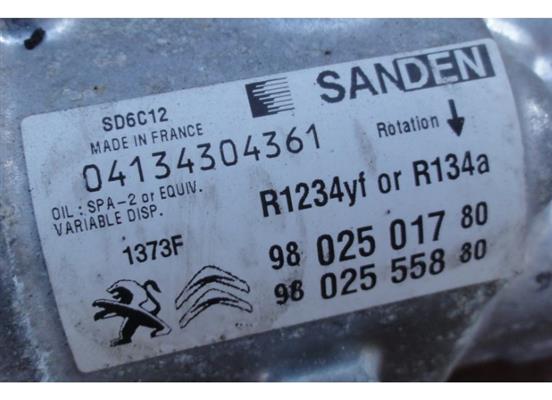 SANDEN
SD6C12
MADE IN FRANCE
04134304361
Rotation
OIL: SPA-2 or EQUIV.
VARIABLE DISP.
R1234yf or R134a
1373F
98 025 017 80
98 025 558 80